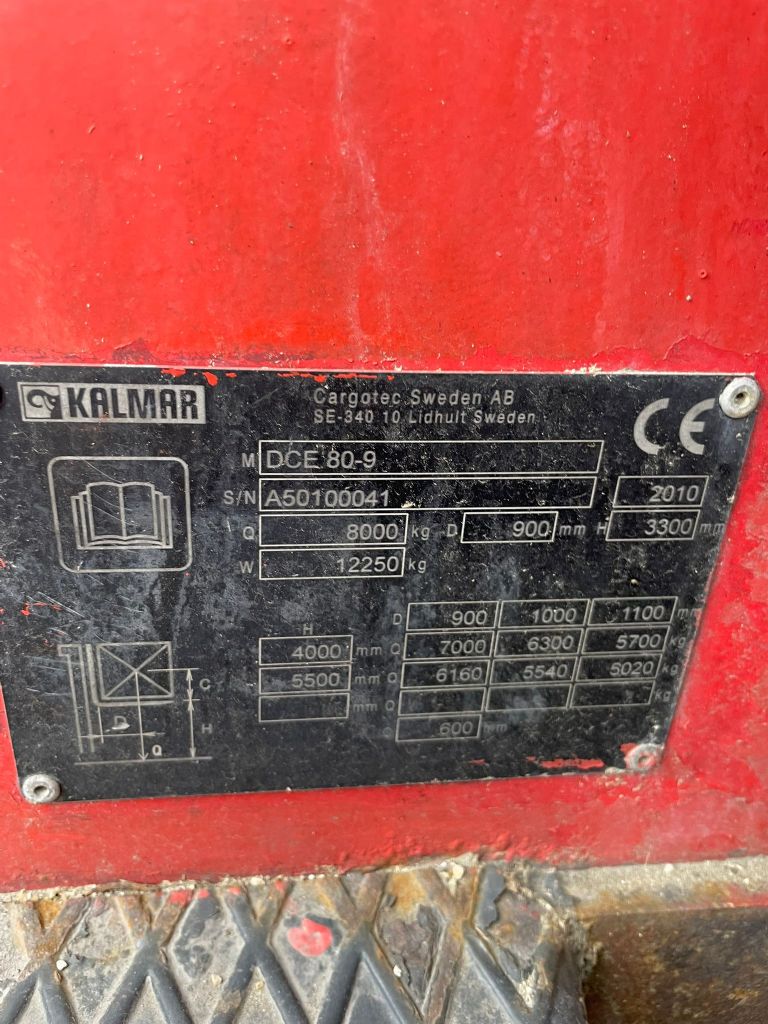 KALMAR
Cargotec Sweden AB
SE-340 10 Lidhult Sweden
CE
M DCE 80-9
S/N A50100041 2010
Q 8000 kg D 900 mm H 3300 mm
W 12250 kg
D 900 1000 1100 mm
H
4000 mm Q 7000 6300 5700 kg
5500 mm Q 6160 5540 5020 kg
mm Q kg
600 mm
C
D
H
Q